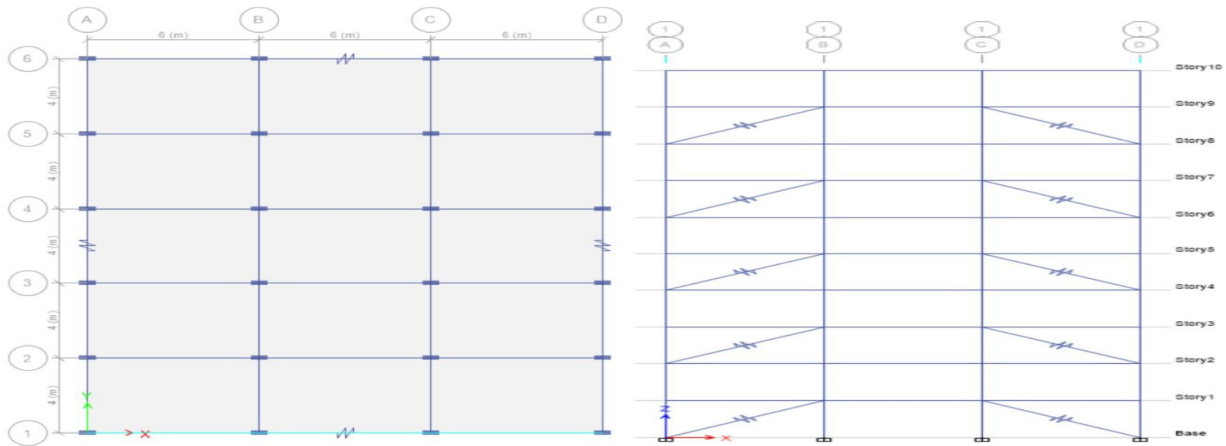 A B C D
6 (m) 6 (m) 6 (m)
6
4(m)
5
4(m)
4
4(m)
3
4(m)
2
4(m)
Y
1
X
1 1 1 1
A B C D
Story10
Story9
Story8
Story7
Story6
Story5
Story4
Story3
Story2
Story1
Z
Base
X